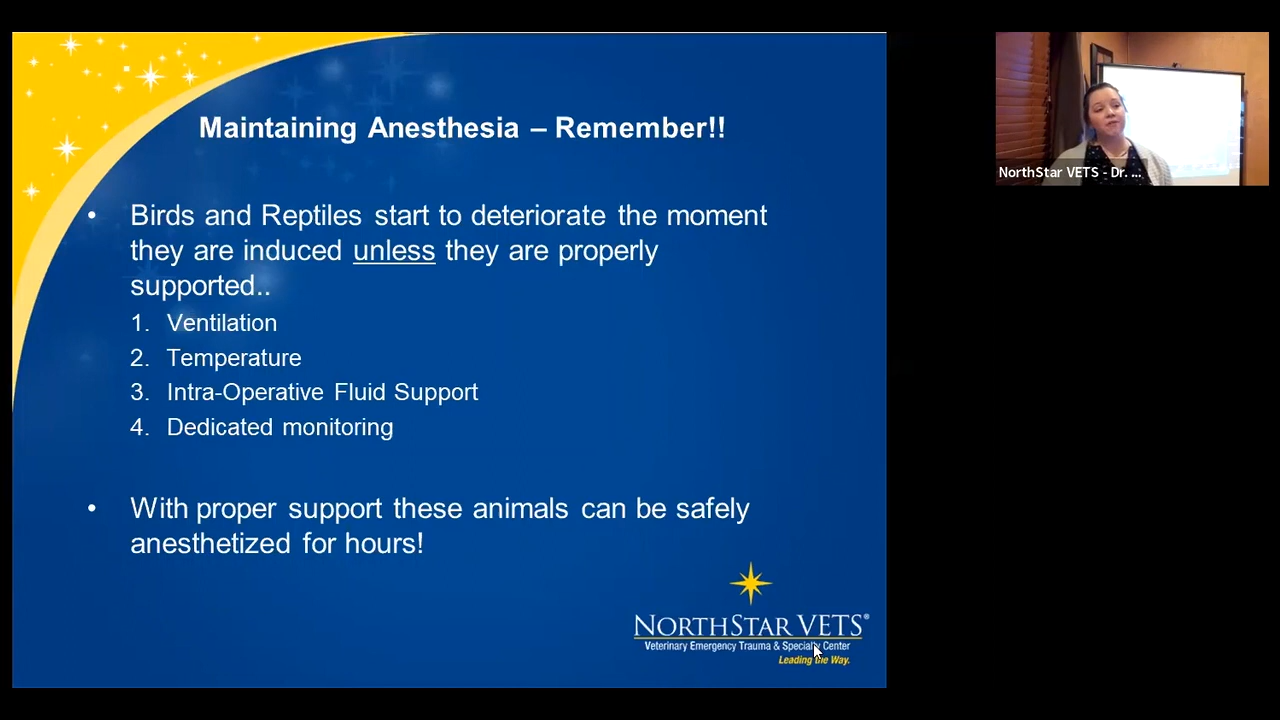 Maintaining Anesthesia – Remember!!
• Birds and Reptiles start to deteriorate the moment
they are induced unless they are properly
supported..
1. Ventilation
2. Temperature
3. Intra-Operative Fluid Support
4. Dedicated monitoring
• With proper support these animals can be safely
anesthetized for hours!
NORTHSTAR VETS®
Veterinary Emergency Trauma & Specialty Center
Leading the Way.
NorthStar VETS - Dr. ...